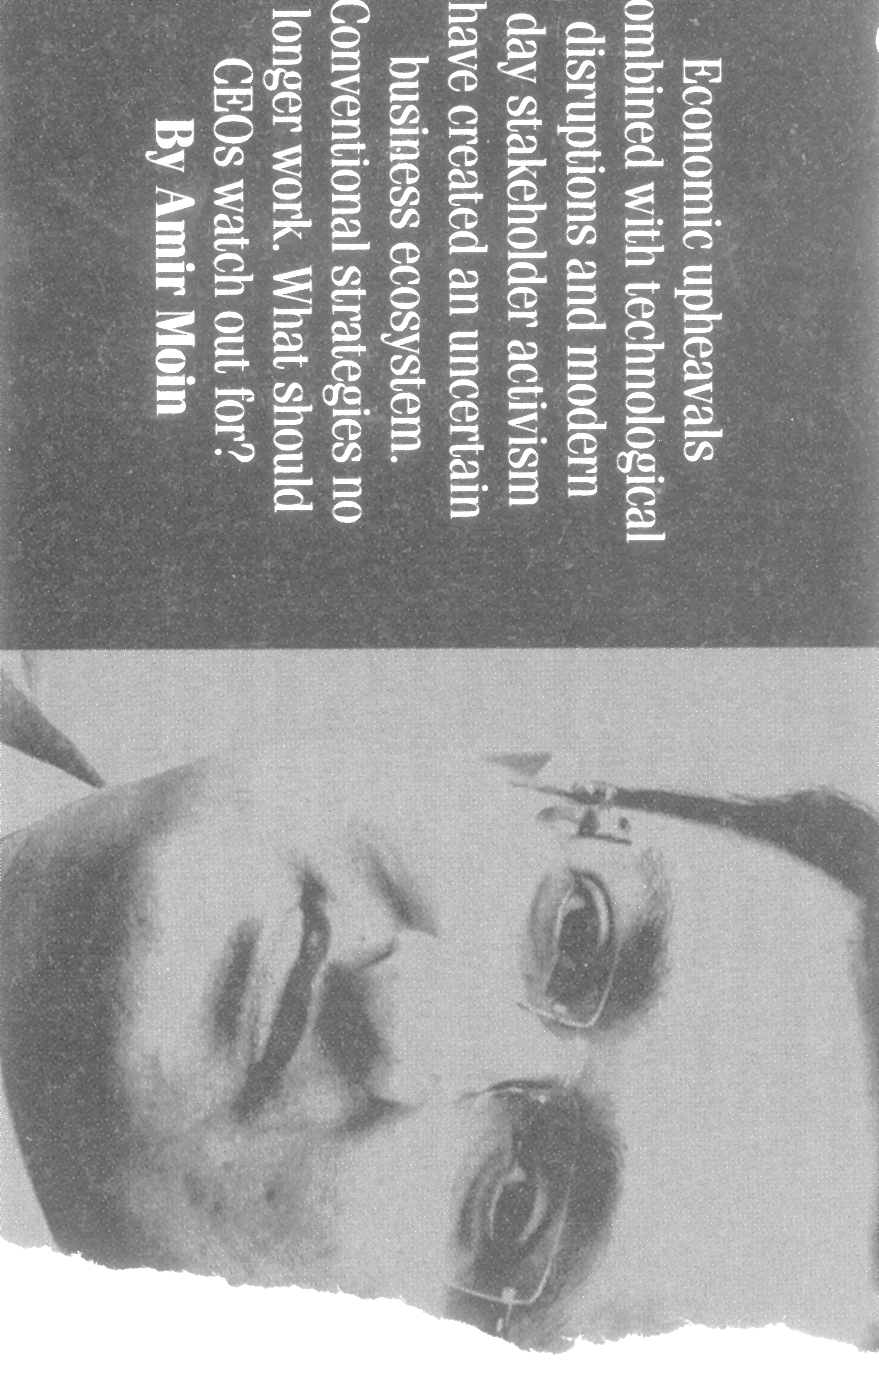 Economic upheavals
ombined with technological
disruptions and modern
day stakeholder activism
have created an uncertain
business ecosystem.
Conventional strategies no
longer work. What should
CEOs watch out for?
By Amir Moin